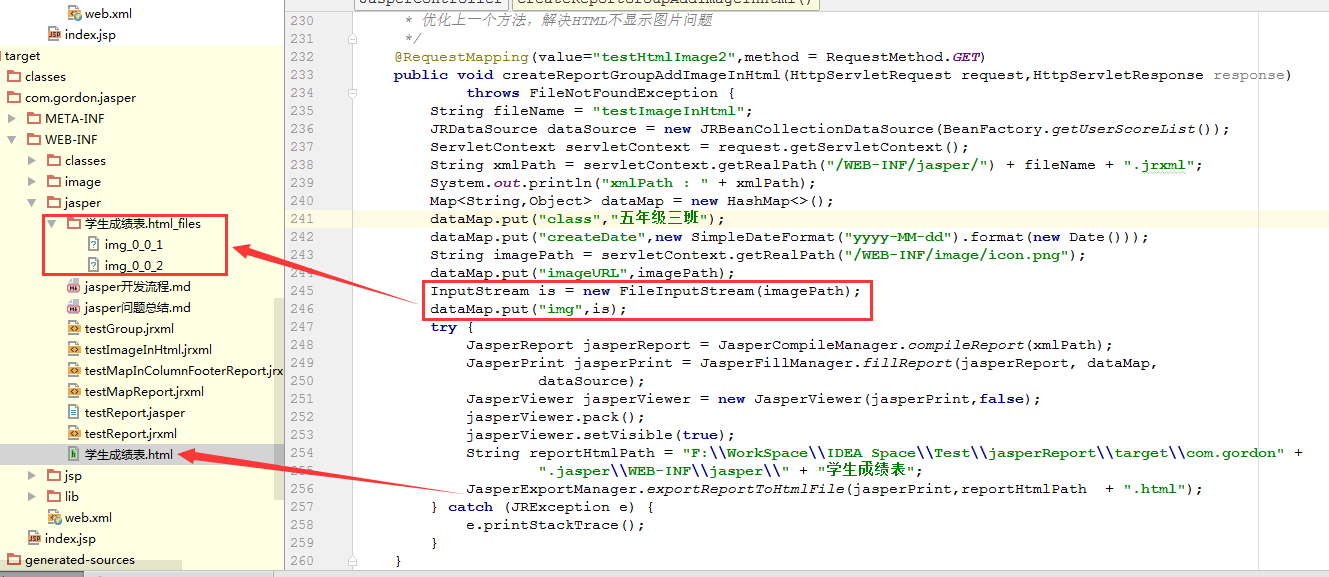 web.xml
index.jsp
target
classes
com.gordon.jasper
META-INF
WEB-INF
classes
image
jasper
学生成绩表.html_files
img_0_0_1
img_0_0_2
jasper开发流程.md
jasper问题总结.md
testGroup.jrxml
testImageInHtml.jrxml
testMapInColumnFooterReport.jrx
testMapReport.jrxml
testReport.jasper
testReport.jrxml
学生成绩表.html
jsp
lib
web.xml
index.jsp
generated-sources
JasperController createReportGroupAddImageInHtml()
230 * 优化上一个方法，解决HTML不显示图片问题
231 */
232 @RequestMapping(value="testHtmlImage2",method = RequestMethod.GET)
233 public void createReportGroupAddImageInHtml(HttpServletRequest request,HttpServletResponse response)
234 throws FileNotFoundException {
235 String fileName = "testImageInHtml";
236 JRDataSource dataSource = new JRBeanCollectionDataSource(BeanFactory.getUserScoreList());
237 ServletContext servletContext = request.getServletContext();
238 String xmlPath = servletContext.getRealPath("/WEB-INF/jasper/") + fileName + ".jrxml";
239 System.out.println("xmlPath : " + xmlPath);
240 Map<String,Object> dataMap = new HashMap<>();
241 dataMap.put("class","五年级三班");
242 dataMap.put("createDate",new SimpleDateFormat("yyyy-MM-dd").format(new Date()));
243 String imagePath = servletContext.getRealPath("/WEB-INF/image/icon.png");
244 dataMap.put("imageURL",imagePath);
245 InputStream is = new FileInputStream(imagePath);
246 dataMap.put("img",is);
247 try {
248 JasperReport jasperReport = JasperCompileManager.compileReport(xmlPath);
249 JasperPrint jasperPrint = JasperFillManager.fillReport(jasperReport, dataMap,
250 dataSource);
251 JasperViewer jasperViewer = new JasperViewer(jasperPrint,false);
252 jasperViewer.pack();
253 jasperViewer.setVisible(true);
254 String reportHtmlPath = "F:\\WorkSpace\\IDEA Space\\Test\\jasperReport\\target\\com.gordon" +
255 ".jasper\\WEB-INF\\jasper\\" + "学生成绩表";
256 JasperExportManager.exportReportToHtmlFile(jasperPrint,reportHtmlPath + ".html");
257 } catch (JRException e) {
258 e.printStackTrace();
259 }
260 }